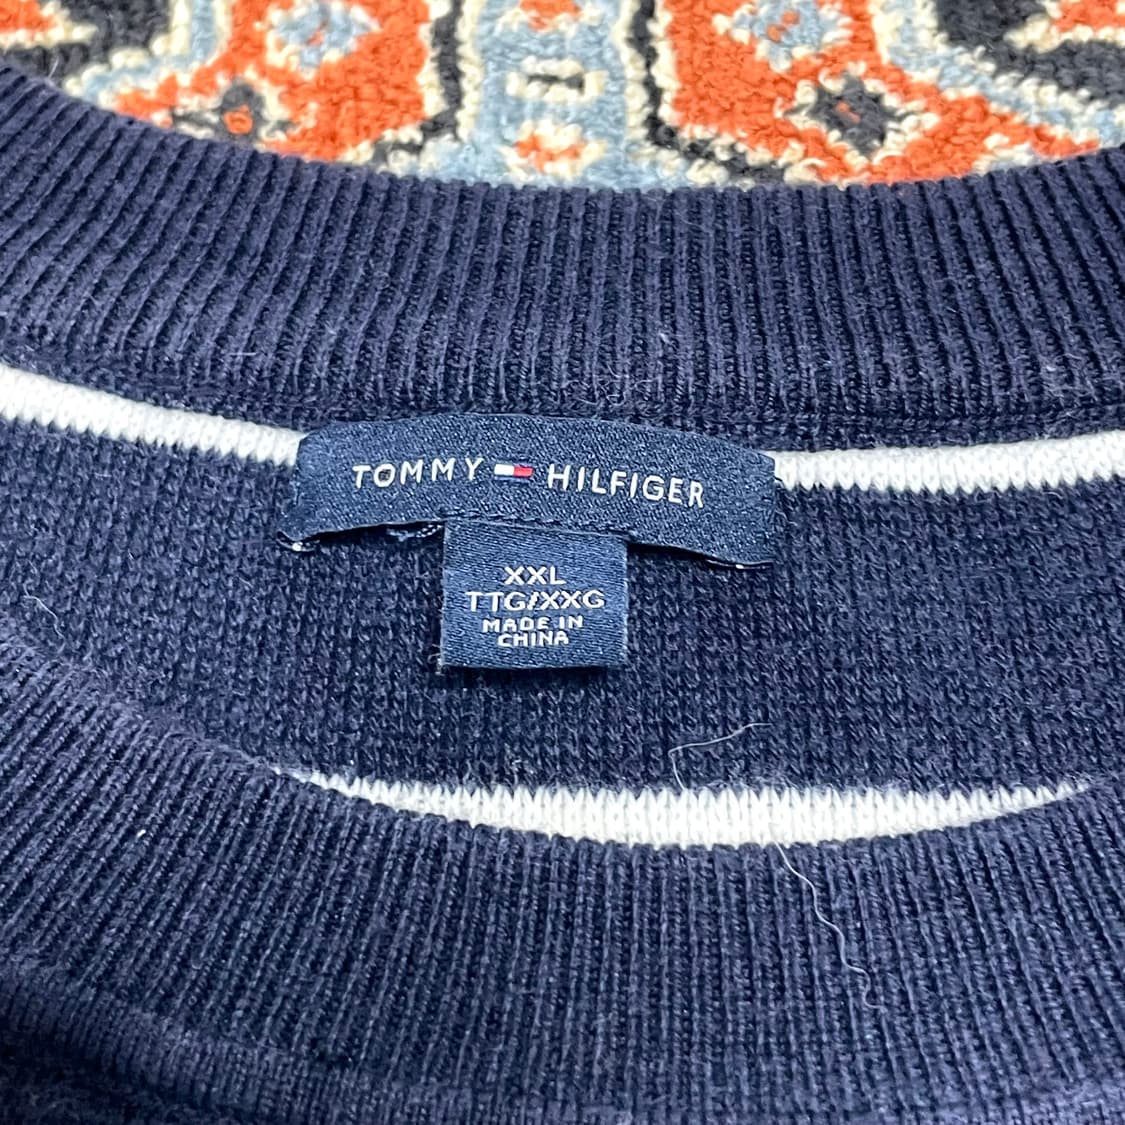 TOMMY HILFIGER
XXL
TTG/XXG
MADE IN
CHINA